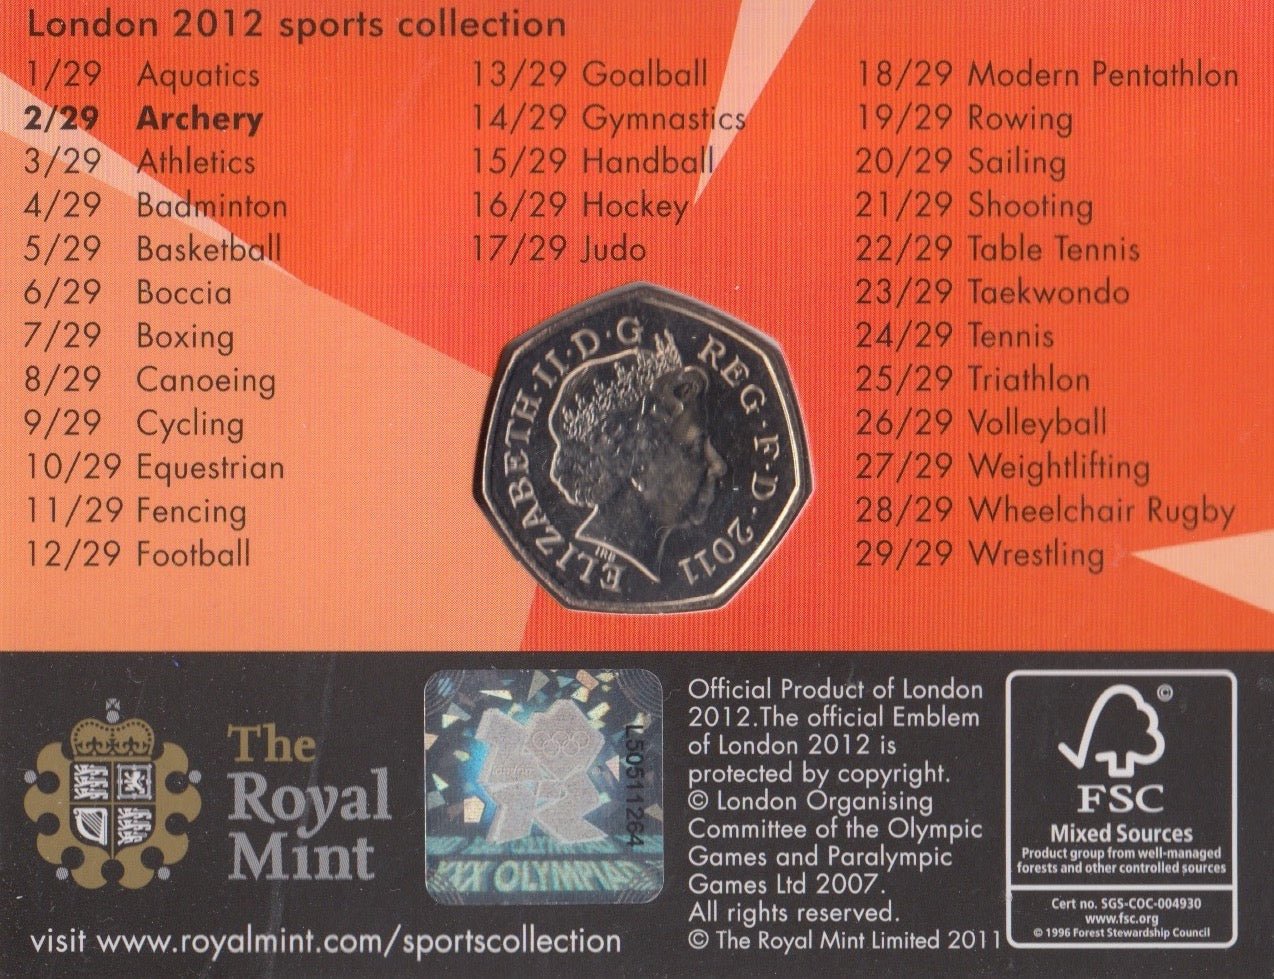 London 2012 sports collection
1/29 Aquatics
2/29 Archery
3/29 Athletics
4/29 Badminton
5/29 Basketball
6/29 Boccia
7/29 Boxing
8/29 Canoeing
9/29 Cycling
10/29 Equestrian
11/29 Fencing
12/29 Football
13/29 Goalball
14/29 Gymnastics
15/29 Handball
16/29 Hockey
17/29 Judo
18/29 Modern Pentathlon
19/29 Rowing
20/29 Sailing
21/29 Shooting
22/29 Table Tennis
23/29 Taekwondo
24/29 Tennis
25/29 Triathlon
26/29 Volleyball
27/29 Weightlifting
28/29 Wheelchair Rugby
29/29 Wrestling
ELIZABETH·II·D·G REG·F·D·2011
IRB
The
Royal
Mint
visit www.royalmint.com/sportscollection
L50511264
XXX OLYMPIAD
Official Product of London
2012.The official Emblem
of London 2012 is
protected by copyright.
© London Organising
Committee of the Olympic
Games and Paralympic
Games Ltd 2007.
All rights reserved.
© The Royal Mint Limited 2011
©
FSC
Mixed Sources
Product group from well-managed
forests and other controlled sources
Cert no. SGS-COC-004930
www.fsc.org
© 1996 Forest Stewardship Council